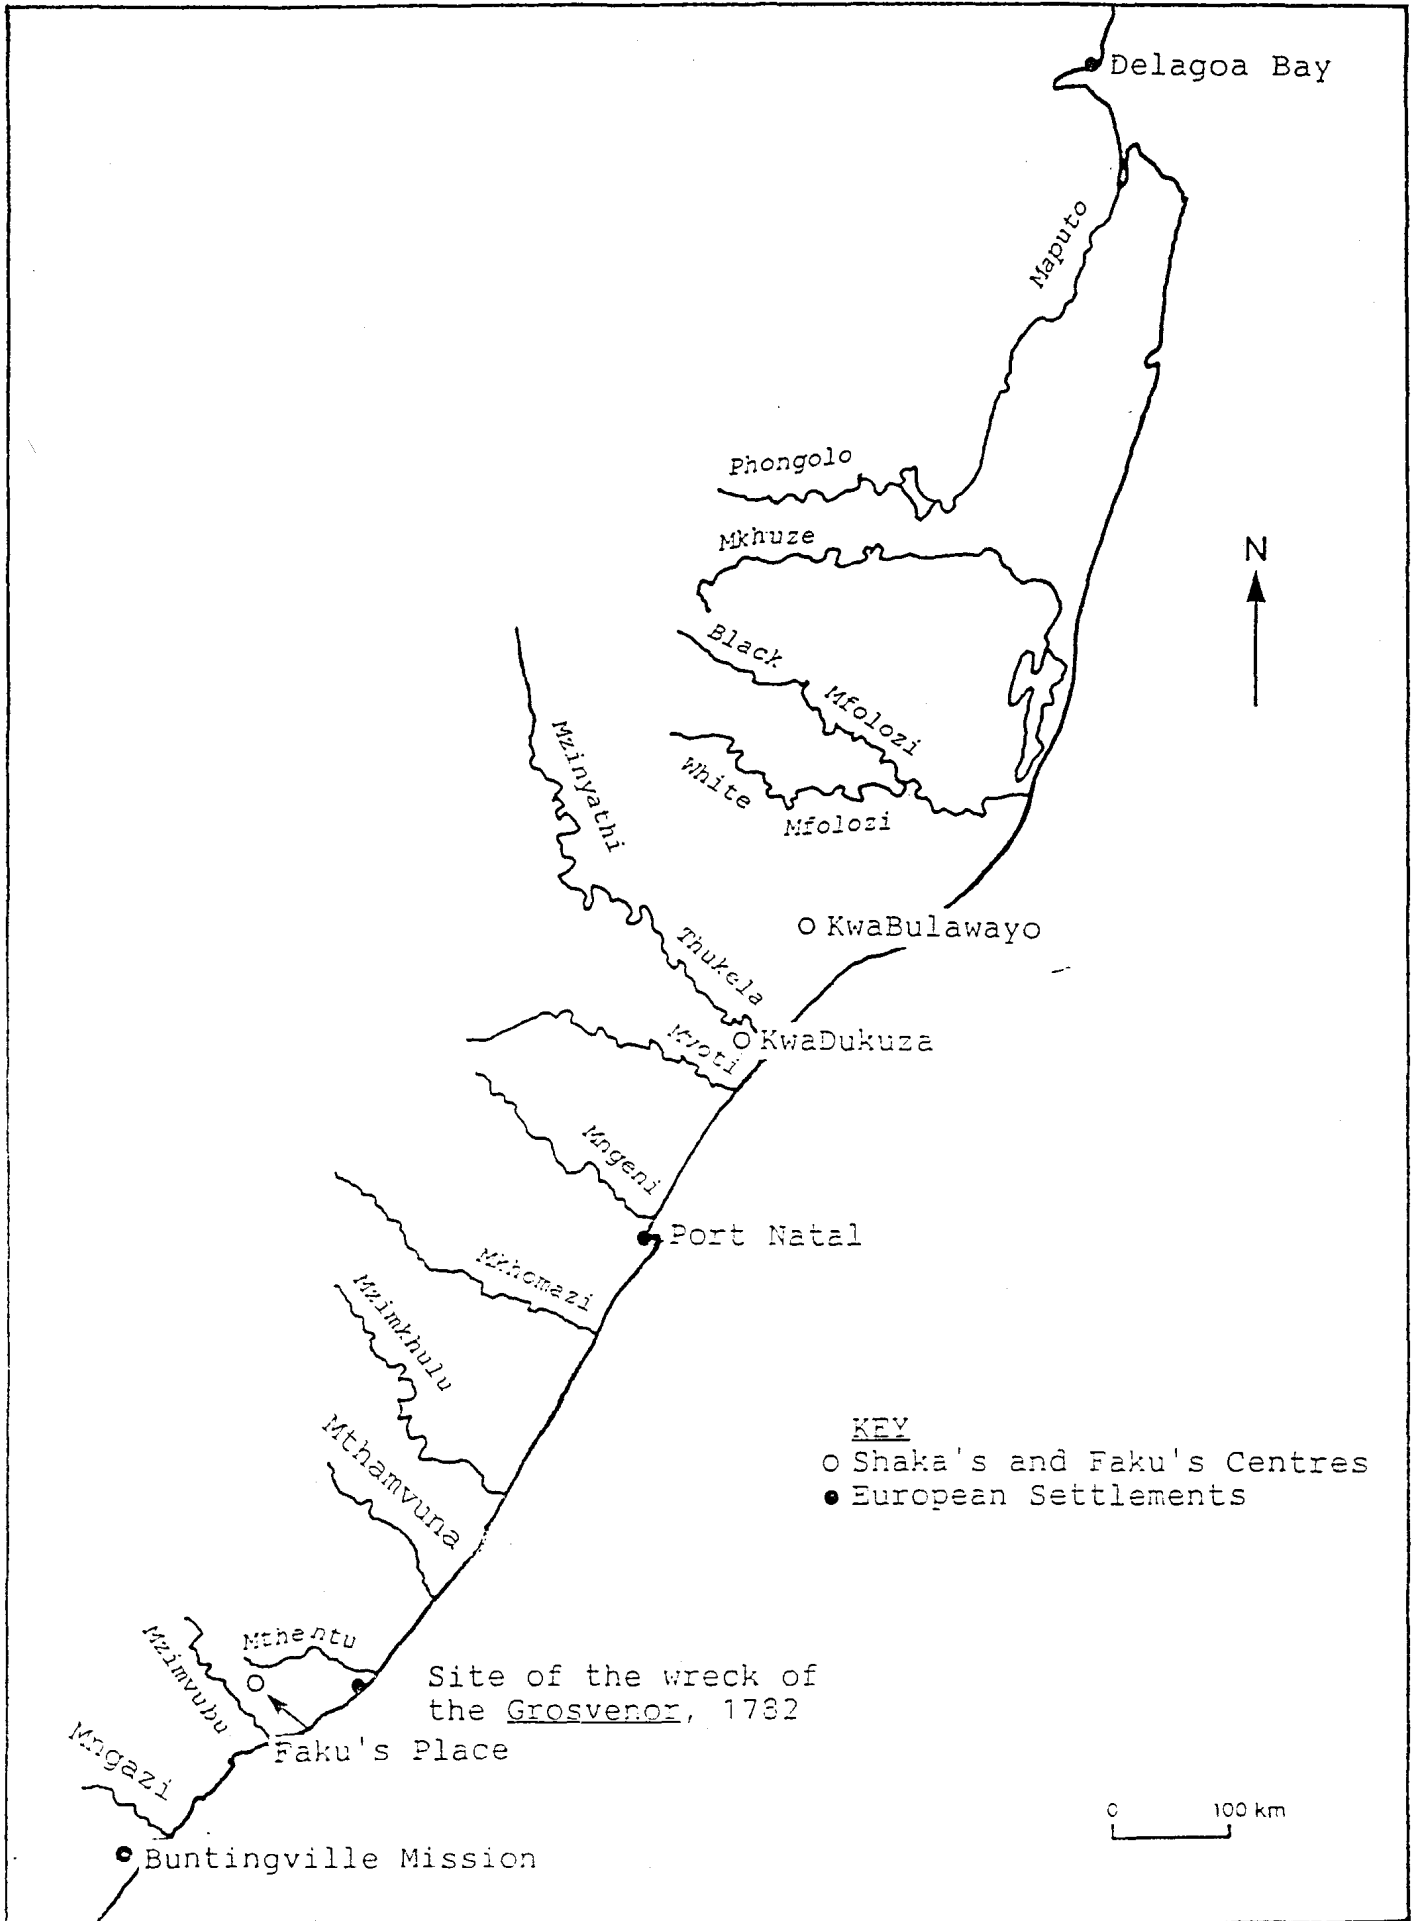 Delagoa Bay
Maputo
Phongolo
Mkhuze
N
Black
Mfolozi
Mzinyathi
White
Mfolozi
KwaBulawayo
Thukela
Mvoti
KwaDukuza
Mngeni
Port Natal
Mkhomazi
Mzimkhulu
Mthamvuna
KEY
Shaka's and Faku's Centres
European Settlements
Mthentu
Mzimvubu
Site of the wreck of
the Grosvenor, 1782
Faku's Place
Mngazi
0 100 km
Buntingville Mission